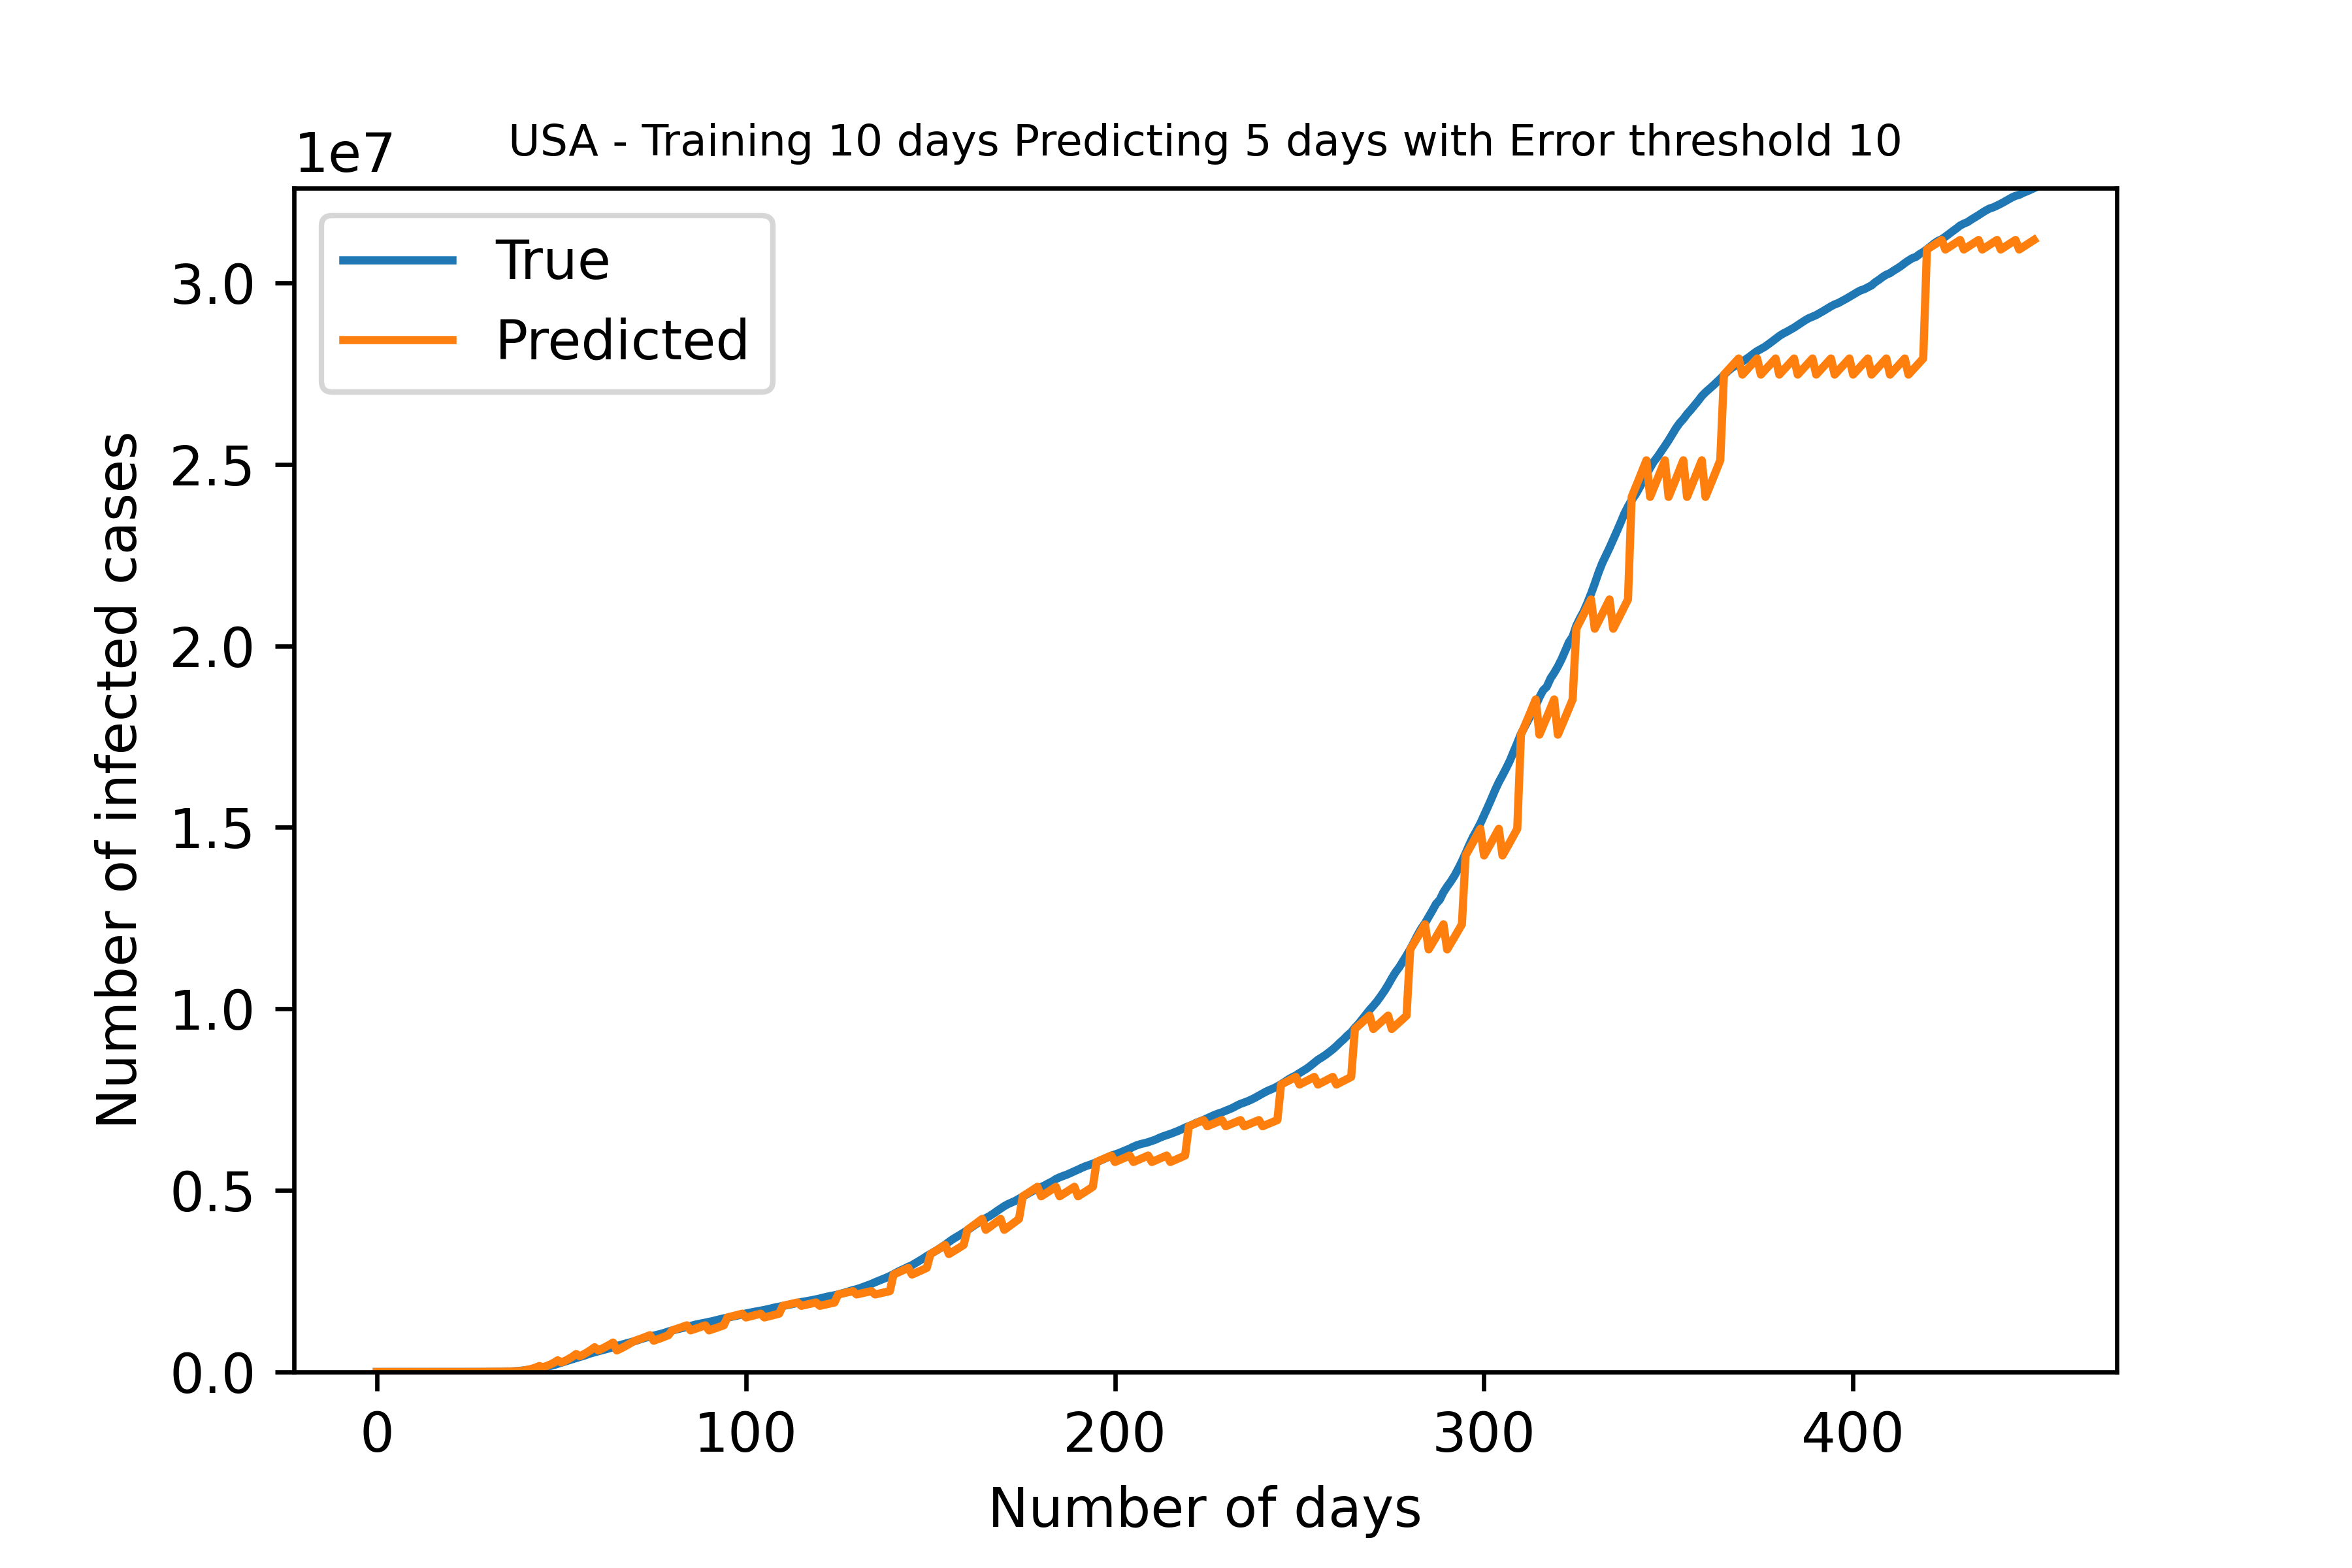 USA - Training 10 days Predicting 5 days with Error threshold 10
1e7
True
Predicted
3.0
2.5
2.0
1.5
1.0
0.5
0.0
Number of infected cases
0 100 200 300 400
Number of days